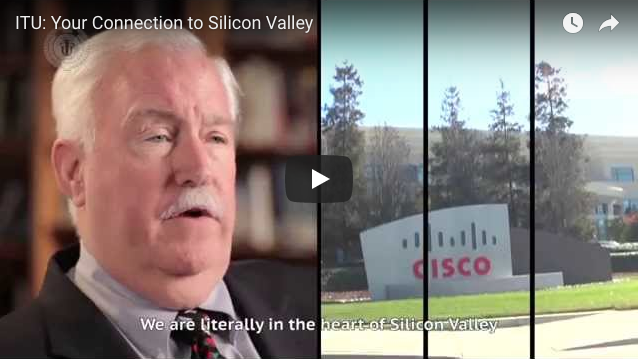 ITU: Your Connection to Silicon Valley
CISCO
We are literally in the heart of Silicon Valley